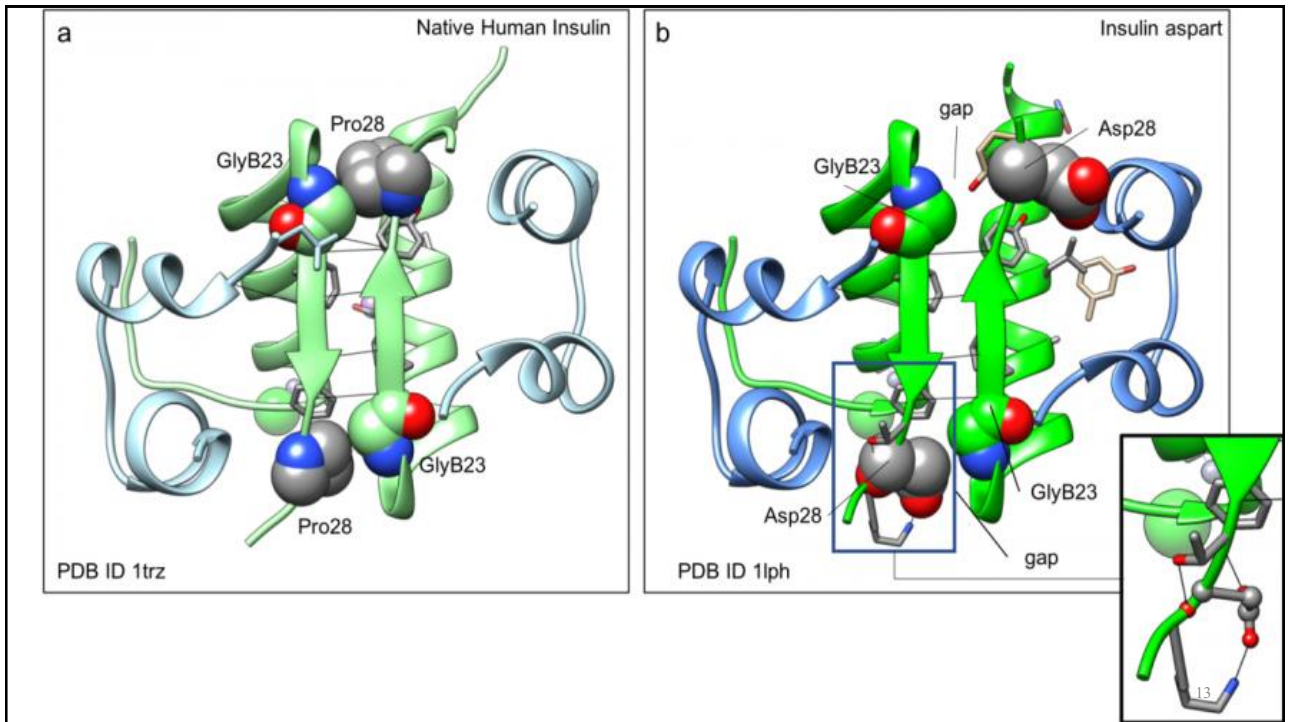 a
Native Human Insulin
Pro28
GlyB23
GlyB23
Pro28
PDB ID 1trz
b
Insulin aspart
gap
Asp28
GlyB23
GlyB23
Asp28
gap
PDB ID 1lph
13